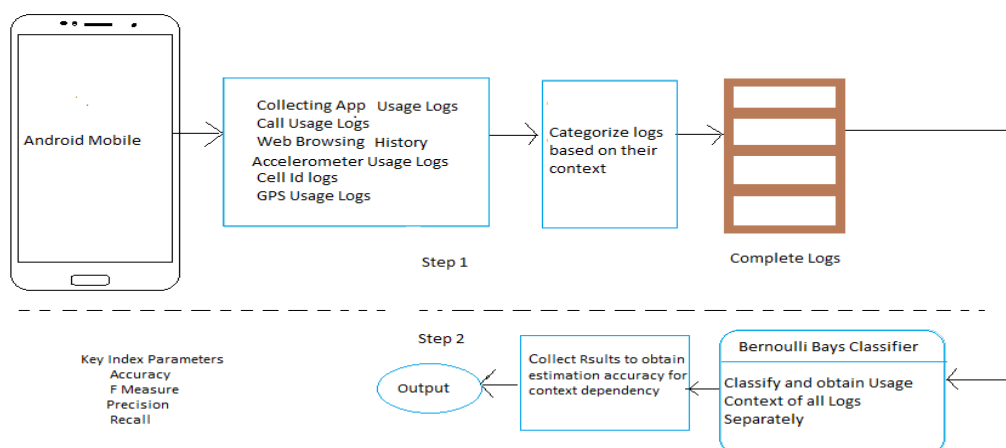 Android Mobile
Collecting App Usage Logs
Call Usage Logs
Web Browsing History
Accelerometer Usage Logs
Cell Id logs
GPS Usage Logs
Categorize logs
based on their
context
Complete Logs
Step 1
Step 2
Key Index Parameters
Accuracy
F Measure
Precision
Recall
Output
Collect Rsults to obtain
estimation accuracy for
context dependency
Bernoulli Bays Classifier
Classify and obtain Usage
Context of all Logs
Separately